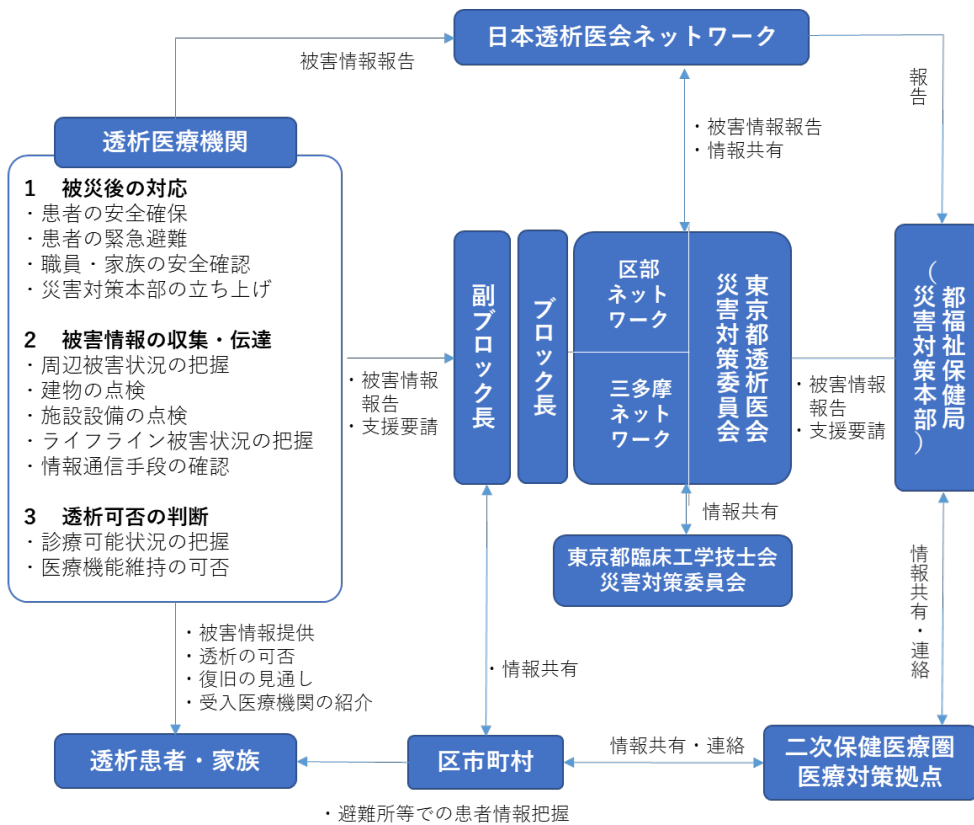 日本透析医会ネットワーク
被害情報報告
報告
・被害情報報告
・情報共有
透析医療機関
1 被災後の対応
・患者の安全確保
・患者の緊急避難
・職員・家族の安全確認
・災害対策本部の立ち上げ
2 被害情報の収集・伝達
・周辺被害状況の把握
・建物の点検
・施設設備の点検
・ライフライン被害状況の把握
・情報通信手段の確認
3 透析可否の判断
・診療可能状況の把握
・医療機能維持の可否
・被害情報
報告
・支援要請
副ブロック長
ブロック長
区部
ネット
ワーク
三多摩
ネット
ワーク
東京都透析医会
災害対策委員会
・被害情報
報告
・支援要請
都福祉保健局
（災害対策本部）
情報共有
東京都臨床工学技士会
災害対策委員会
情報共有・連絡
・被害情報提供
・透析の可否
・復旧の見通し
・受入医療機関の紹介
・情報共有
透析患者・家族
区市町村
情報共有・連絡
二次保健医療圏
医療対策拠点
・避難所等での患者情報把握